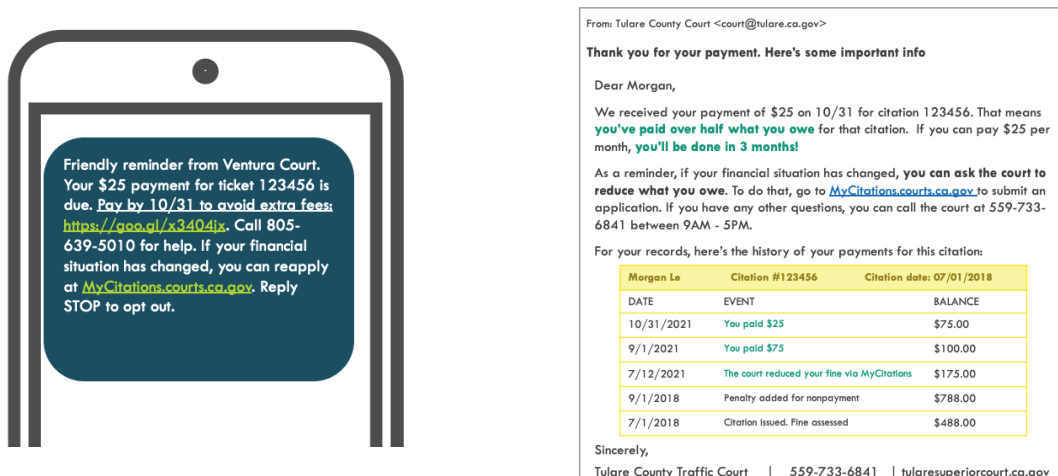 Friendly reminder from Ventura Court.
Your $25 payment for ticket 123456 is
due. Pay by 10/31 to avoid extra fees:
https://goo.gl/x3404jx. Call 805-
639-5010 for help. If your financial
situation has changed, you can reapply
at MyCitations.courts.ca.gov. Reply
STOP to opt out.
From: Tulare County Court <court@tulare.ca.gov>
Thank you for your payment. Here's some important info
Dear Morgan,
We received your payment of $25 on 10/31 for citation 123456. That means
you've paid over half what you owe for that citation. If you can pay $25 per
month, you'll be done in 3 months!
As a reminder, if your financial situation has changed, you can ask the court to
reduce what you owe. To do that, go to MyCitations.courts.ca.gov to submit an
application. If you have any other questions, you can call the court at 559-733-
6841 between 9AM - 5PM.
For your records, here's the history of your payments for this citation:
Morgan Le Citation #123456 Citation date: 07/01/2018
DATE EVENT BALANCE
10/31/2021 You paid $25 $75.00
9/1/2021 You paid $75 $100.00
7/12/2021 The court reduced your fine via MyCitations $175.00
9/1/2018 Penalty added for nonpayment $788.00
7/1/2018 Citation issued. Fine assessed $488.00
Sincerely,
Tulare County Traffic Court | 559-733-6841 | tularesuperiorcourt.ca.gov